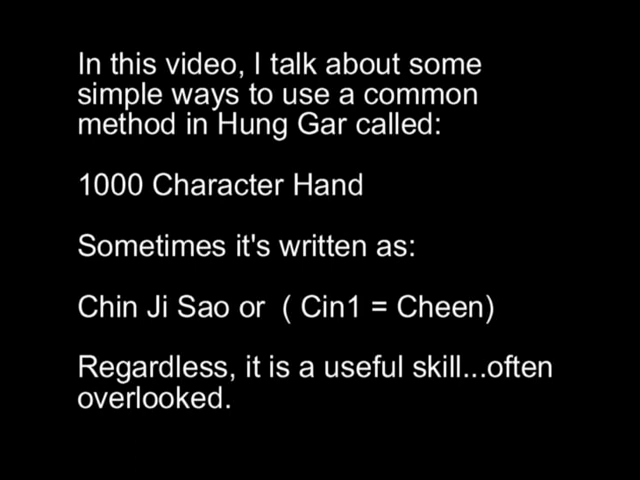 In this video, I talk about some
simple ways to use a common
method in Hung Gar called:
1000 Character Hand
Sometimes it's written as:
Chin Ji Sao or  ( Cin1 = Cheen)
Regardless, it is a useful skill...often
overlooked.